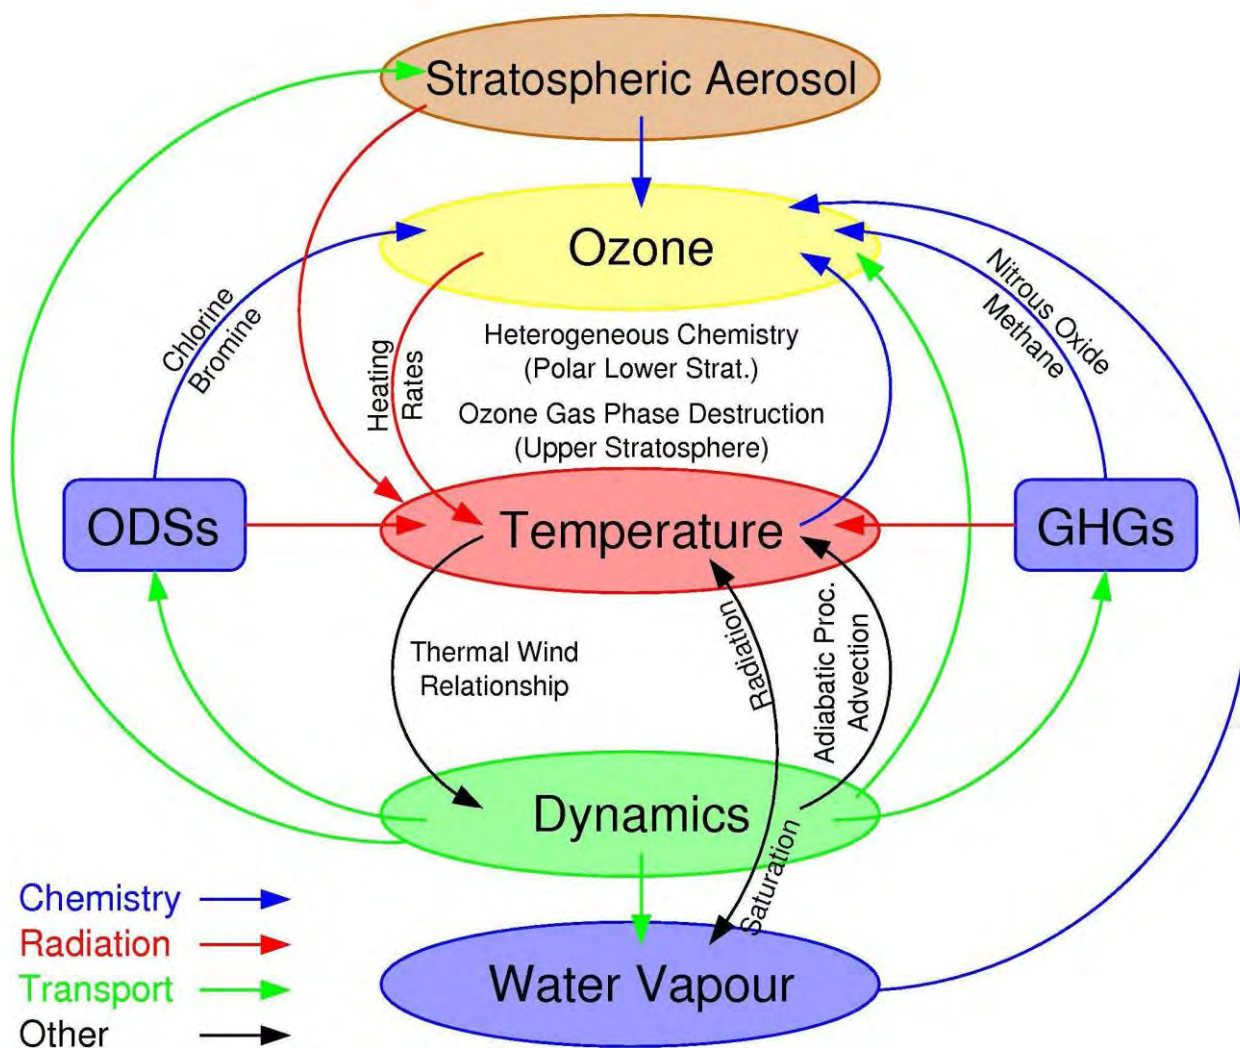 Stratospheric Aerosol
Ozone
Chlorine
Bromine
Heating
Rates
Heterogeneous Chemistry
(Polar Lower Strat.)
Ozone Gas Phase Destruction
(Upper Stratosphere)
Nitrous Oxide
Methane
ODSs
Temperature
GHGs
Thermal Wind
Relationship
Radiation
Adiabatic Proc.
Advection
Dynamics
Saturation
Water Vapour
Chemistry
Radiation
Transport
Other